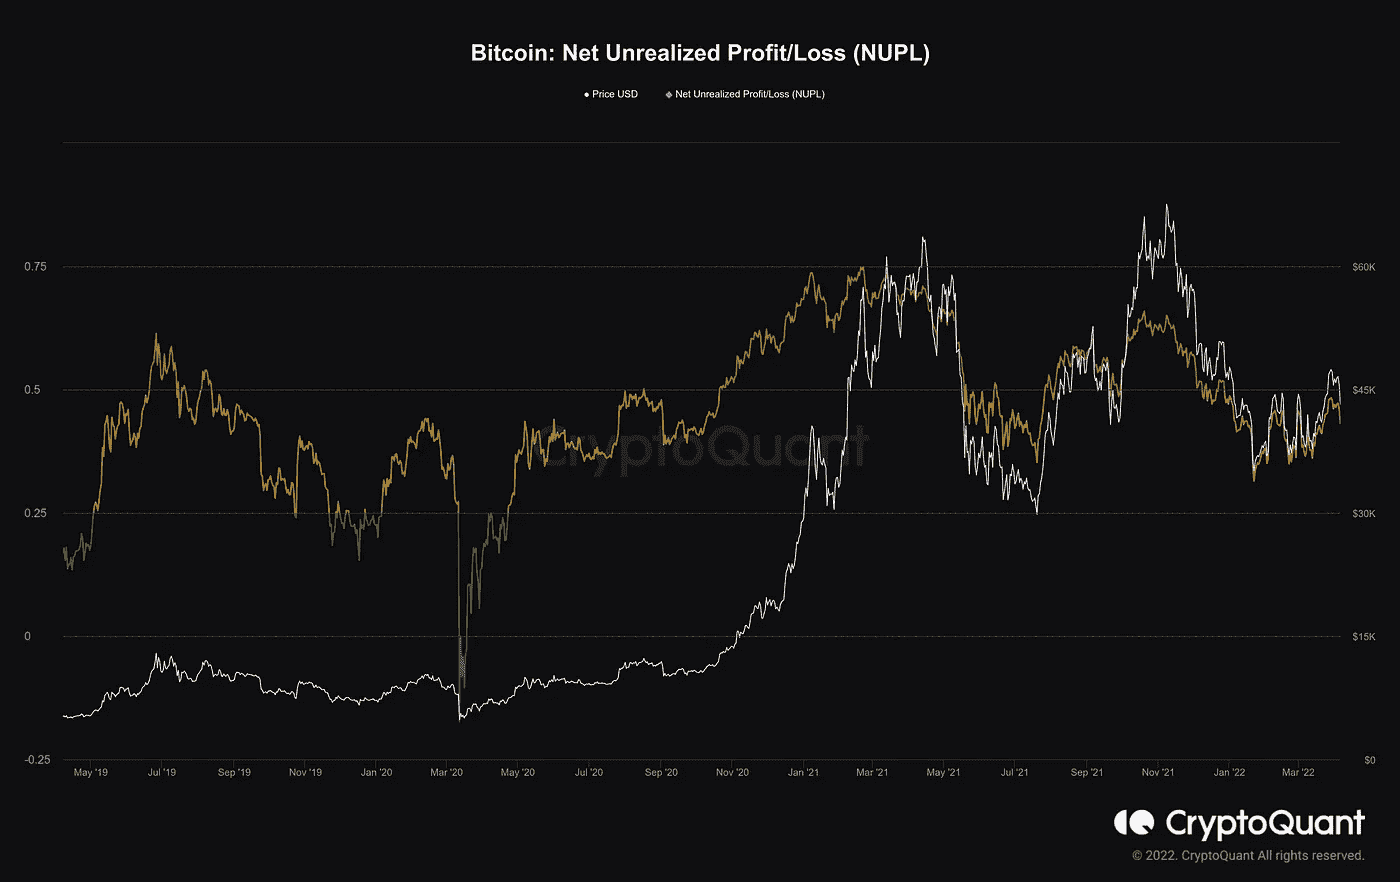 Bitcoin: Net Unrealized Profit/Loss (NUPL)
Price USD Net Unrealized Profit/Loss (NUPL)
0.75 $60K
0.5 $45K
CryptoQuant
0.25 $30K
0 $15K
-0.25 $0
May '19 Jul '19 Sep '19 Nov '19 Jan '20 Mar '20 May '20 Jul '20 Sep '20 Nov '20 Jan '21 Mar '21 May '21 Jul '21 Sep '21 Nov '21 Jan '22 Mar '22
CryptoQuant
© 2022. CryptoQuant All rights reserved.